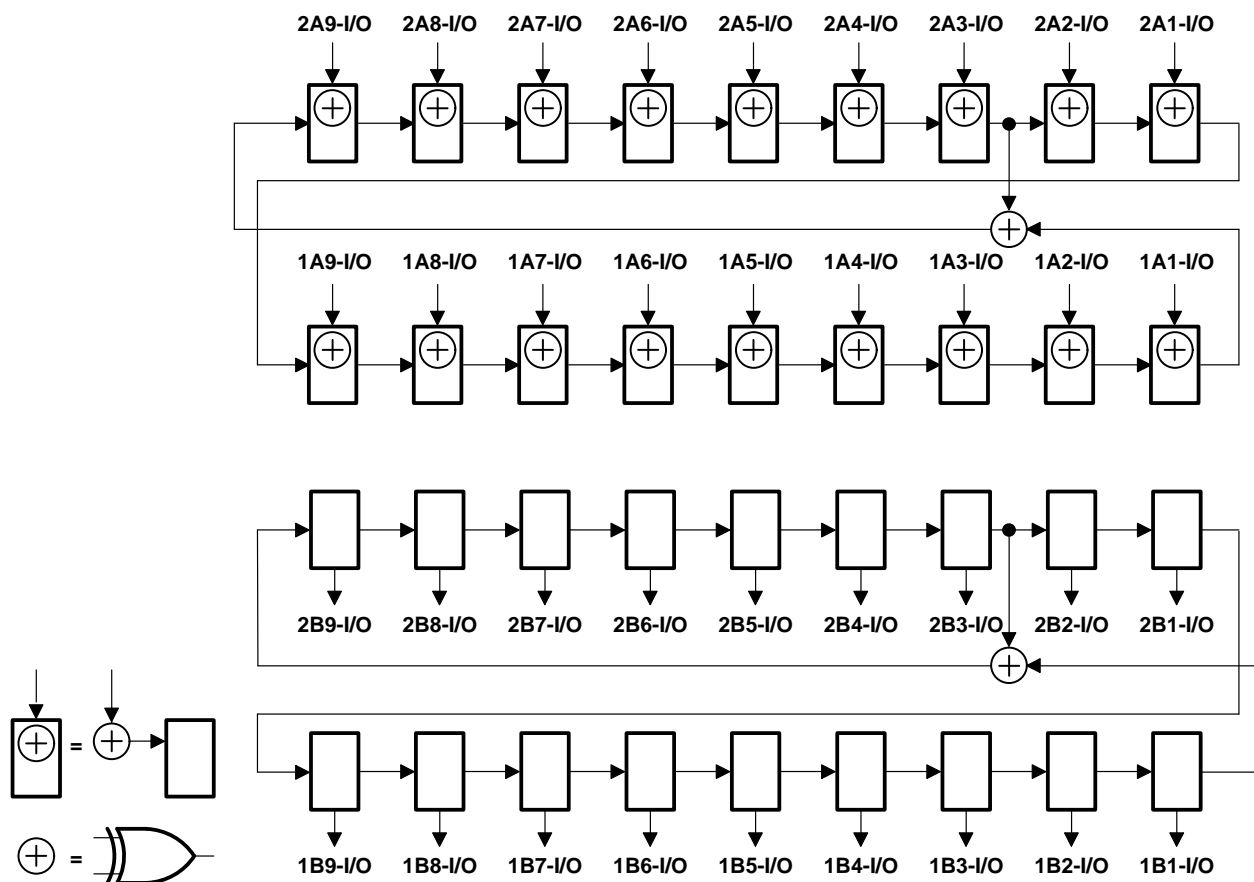 2A9-I/O 2A8-I/O 2A7-I/O 2A6-I/O 2A5-I/O 2A4-I/O 2A3-I/O 2A2-I/O 2A1-I/O
1A9-I/O 1A8-I/O 1A7-I/O 1A6-I/O 1A5-I/O 1A4-I/O 1A3-I/O 1A2-I/O 1A1-I/O
2B9-I/O 2B8-I/O 2B7-I/O 2B6-I/O 2B5-I/O 2B4-I/O 2B3-I/O 2B2-I/O 2B1-I/O
=
=
1B9-I/O 1B8-I/O 1B7-I/O 1B6-I/O 1B5-I/O 1B4-I/O 1B3-I/O 1B2-I/O 1B1-I/O